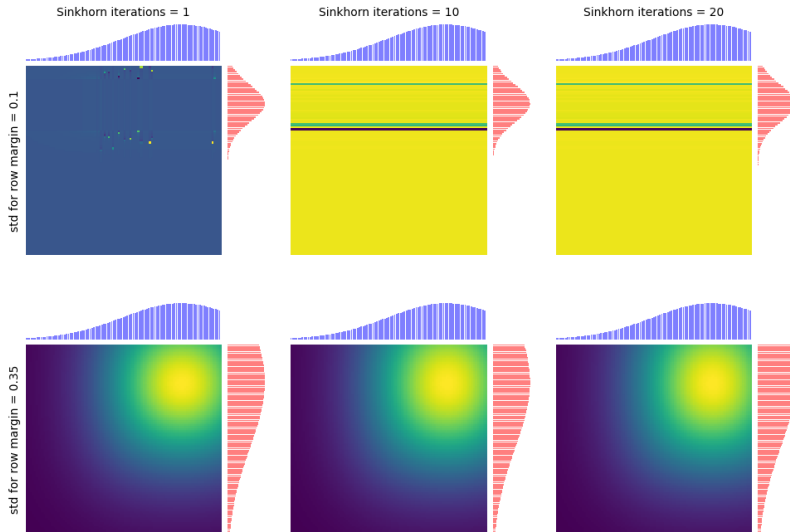 Sinkhorn iterations = 1
Sinkhorn iterations = 10
Sinkhorn iterations = 20
std for row margin = 0.1
std for row margin = 0.35